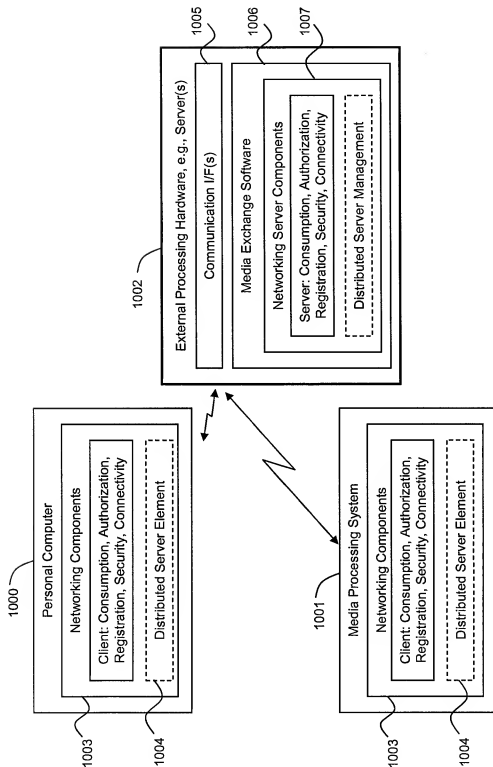 1000
Personal Computer
Networking Components
Client: Consumption, Authorization,
Registration, Security, Connectivity
Distributed Server Element
1003
1004
1002
External Processing Hardware, e.g., Server(s)
Communication I/F(s)
Media Exchange Software
Networking Server Components
Server: Consumption, Authorization,
Registration, Security, Connectivity
Distributed Server Management
1005
1006
1007
1001
Media Processing System
Networking Components
Client: Consumption, Authorization,
Registration, Security, Connectivity
Distributed Server Element
1003
1004